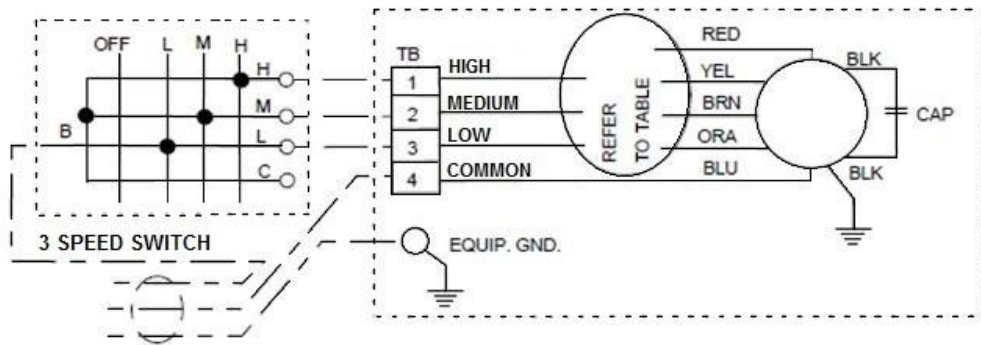 OFF L M H
H
M
B
L
C
3 SPEED SWITCH
TB
1 HIGH
2 MEDIUM
3 LOW
4 COMMON
REFER
TO TABLE
RED
YEL
BRN
ORA
BLU
BLK
CAP
BLK
EQUIP. GND.